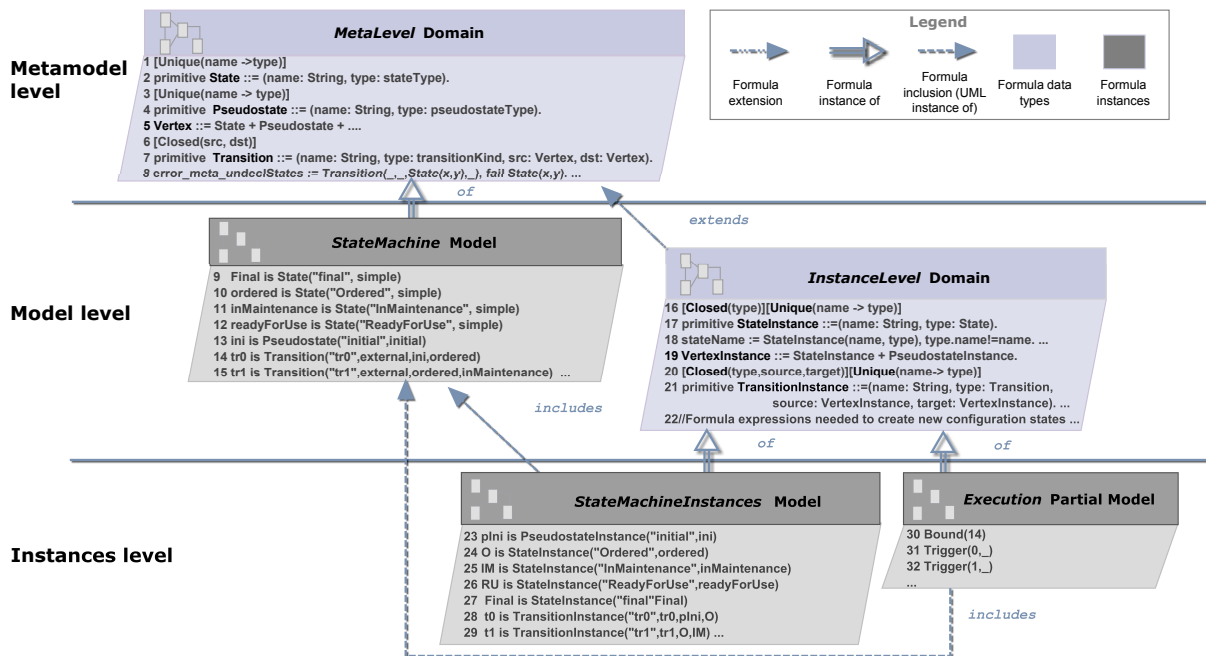 Legend
Formula
extension
Formula
instance of
Formula
inclusion (UML
instance of)
Formula data
types
Formula
instances
Metamodel
level
MetaLevel Domain
1 [Unique(name ->type)]
2 primitive State ::= (name: String, type: stateType).
3 [Unique(name -> type)]
4 primitive Pseudostate ::= (name: String, type: pseudostateType).
5 Vertex ::= State + Pseudostate + ....
6 [Closed(src, dst)]
7 primitive Transition ::= (name: String, type: transitionKind, src: Vertex, dst: Vertex).
8 error_meta_undclStates := Transition(_,_,State(x,y),_), fail State(x,y). ...
of
extends
Model level
StateMachine Model
9 Final is State("final", simple)
10 ordered is State("Ordered", simple)
11 inMaintenance is State("InMaintenance", simple)
12 readyForUse is State("ReadyForUse", simple)
13 ini is Pseudostate("initial",initial)
14 tr0 is Transition("tr0",external,ini,ordered)
15 tr1 is Transition("tr1",external,ordered,inMaintenance) ...
InstanceLevel Domain
16 [Closed(type)][Unique(name -> type)]
17 primitive StateInstance ::=(name: String, type: State).
18 stateName := StateInstance(name, type), type.name!=name. ...
19 VertexInstance ::= StateInstance + PseudostateInstance.
20 [Closed(type,source,target)][Unique(name-> type)]
21 primitive TransitionInstance ::=(name: String, type: Transition,
source: VertexInstance, target: VertexInstance). ...
22//Formula expressions needed to create new configuration states ...
includes
of
of
Instances level
StateMachineInstances Model
23 pIni is PseudostateInstance("initial",ini)
24 O is StateInstance("Ordered",ordered)
25 IM is StateInstance("InMaintenance",inMaintenance)
26 RU is StateInstance("ReadyForUse",readyForUse)
27 Final is StateInstance("final"Final)
28 t0 is TransitionInstance("tr0",tr0,pIni,O)
29 t1 is TransitionInstance("tr1",tr1,O,IM) ...
Execution Partial Model
30 Bound(14)
31 Trigger(0,_)
32 Trigger(1,_)
...
includes